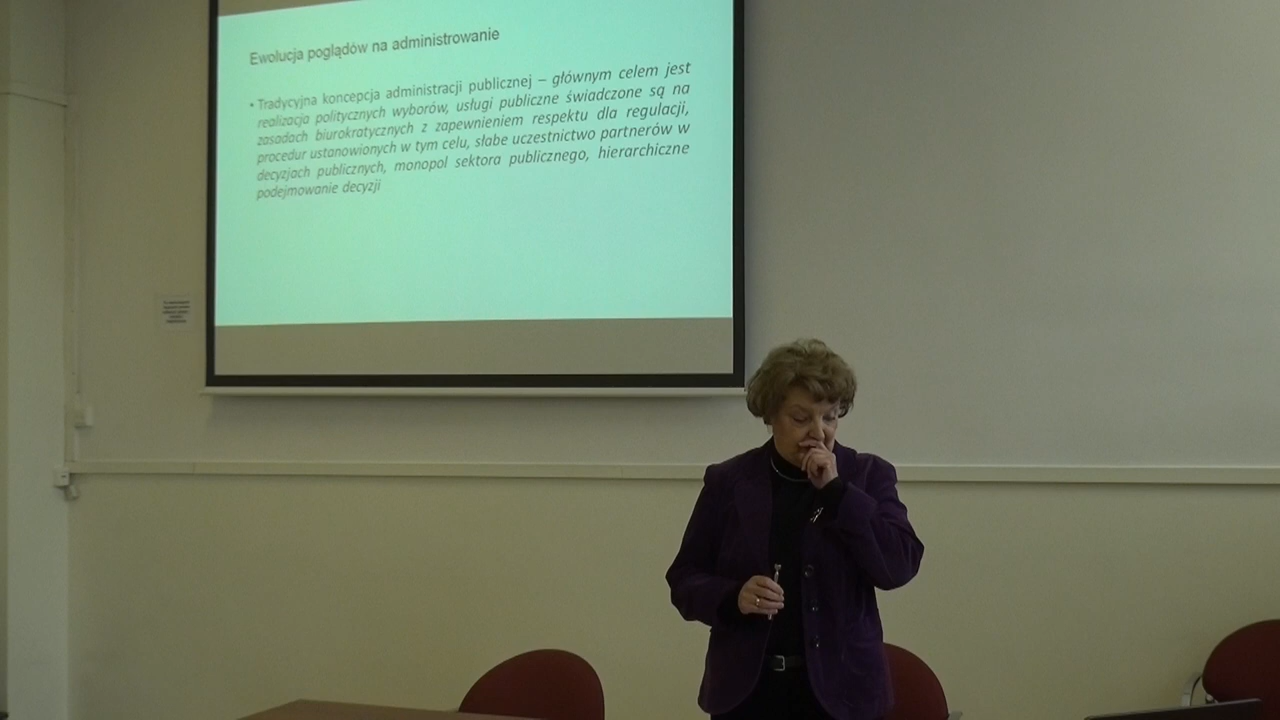 Ewolucja poglądów na administrowanie
• Tradycyjna koncepcja administracji publicznej – głównym celem jest
realizacja politycznych wyborów, usługi publiczne świadczone są na
zasadach biurokratycznych z zapewnieniem respektu dla regulacji,
procedur ustanowionych w tym celu, słabe uczestnictwo partnerów w
decyzjach publicznych, monopol sektora publicznego, hierarchiczne
podejmowanie decyzji